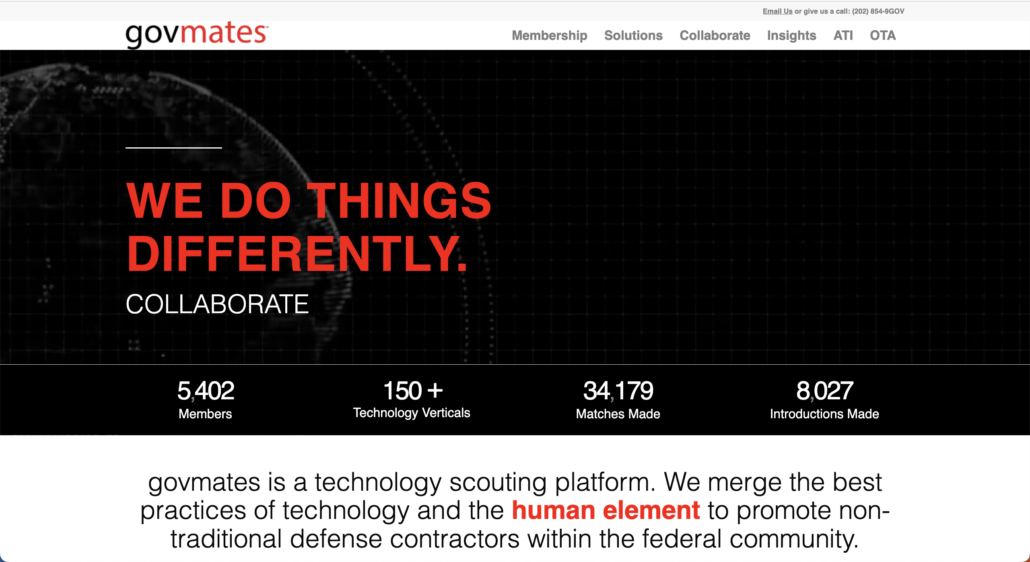 Email Us or give us a call: (202) 854-9GOV
govmates
Membership Solutions Collaborate Insights ATI OTA
WE DO THINGS
DIFFERENTLY.
COLLABORATE
5,402 150 + 34,179 8,027
Members Technology Verticals Matches Made Introductions Made
govmates is a technology scouting platform. We merge the best
practices of technology and the human element to promote non-
traditional defense contractors within the federal community.